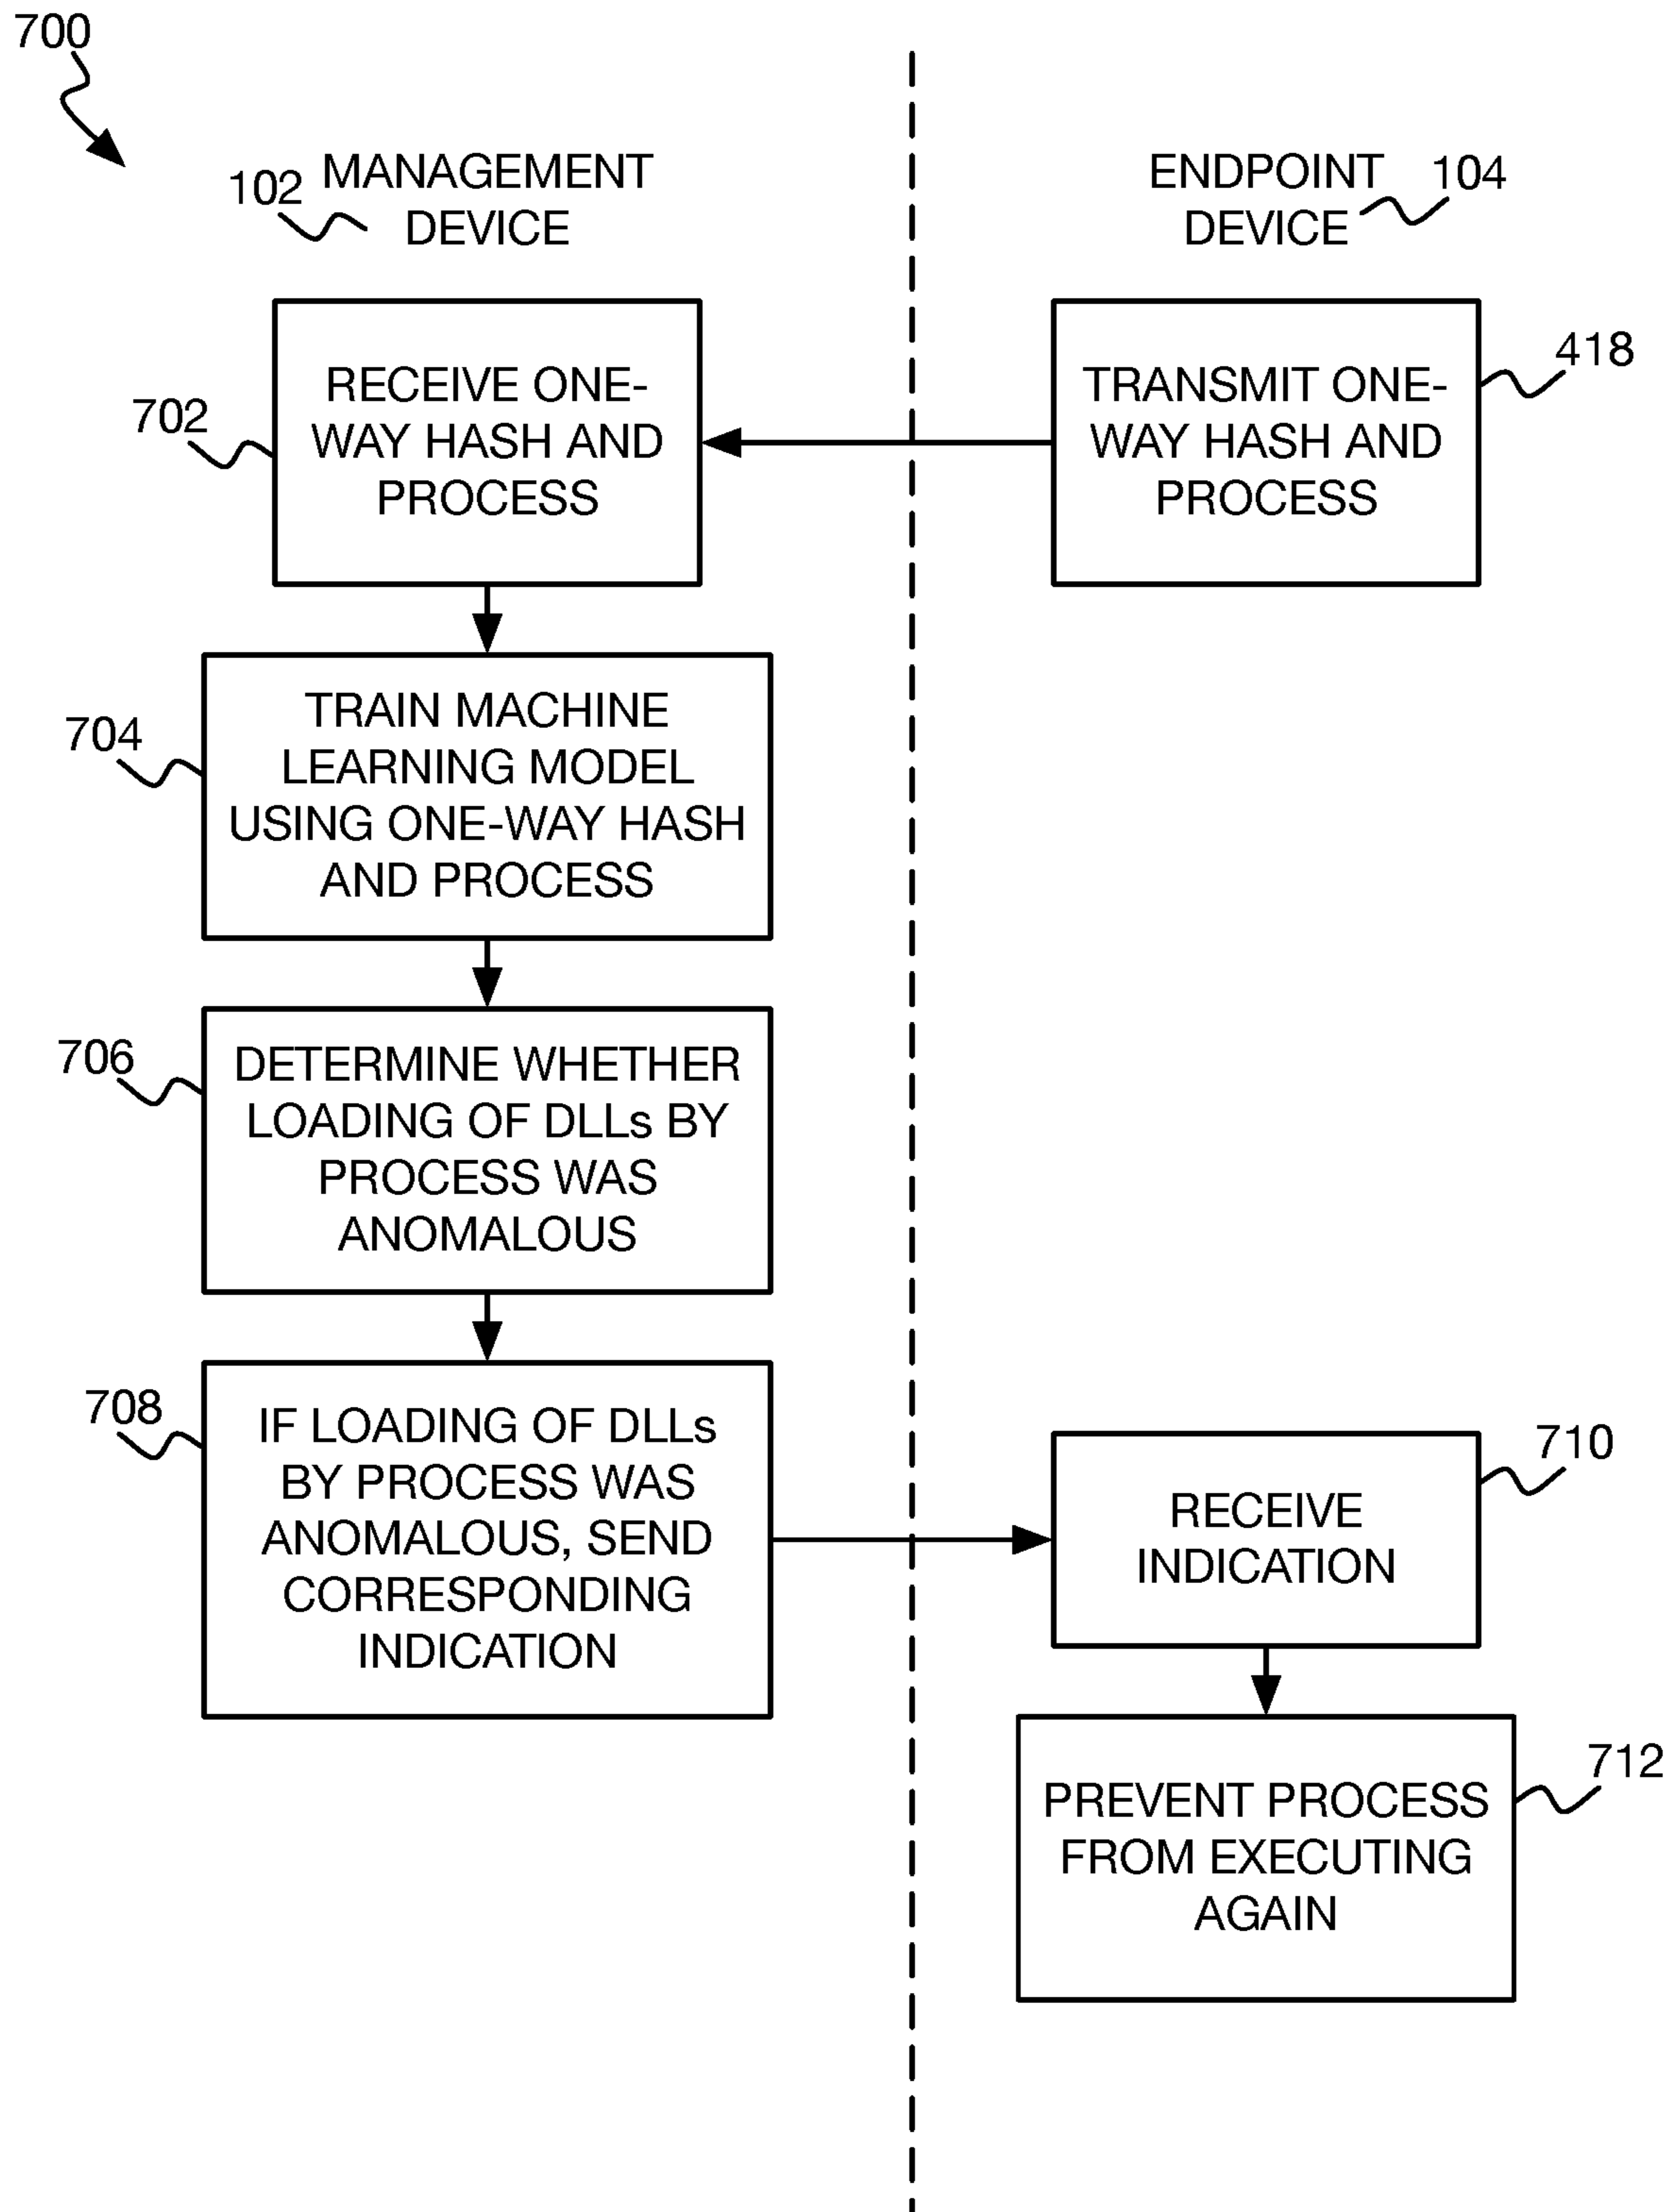 700
102
MANAGEMENT
DEVICE
ENDPOINT
DEVICE
104
RECEIVE ONE-
WAY HASH AND
PROCESS
702
TRANSMIT ONE-
WAY HASH AND
PROCESS
418
TRAIN MACHINE
LEARNING MODEL
USING ONE-WAY HASH
AND PROCESS
704
DETERMINE WHETHER
LOADING OF DLLs BY
PROCESS WAS
ANOMALOUS
706
IF LOADING OF DLLs
BY PROCESS WAS
ANOMALOUS, SEND
CORRESPONDING
INDICATION
708
RECEIVE
INDICATION
710
PREVENT PROCESS
FROM EXECUTING
AGAIN
712